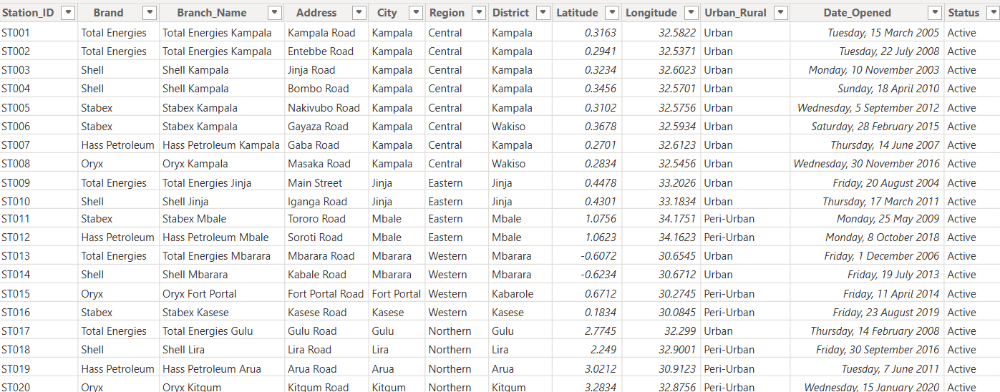 Station_ID Brand Branch_Name Address City Region District Latitude Longitude Urban_Rural Date_Opened Status
ST001 Total Energies Total Energies Kampala Kampala Road Kampala Central Kampala 0.3163 32.5822 Urban Tuesday, 15 March 2005 Active
ST002 Total Energies Total Energies Kampala Entebbe Road Kampala Central Kampala 0.2941 32.5371 Urban Tuesday, 22 July 2008 Active
ST003 Shell Shell Kampala Jinja Road Kampala Central Kampala 0.3234 32.6023 Urban Monday, 10 November 2003 Active
ST004 Shell Shell Kampala Bombo Road Kampala Central Kampala 0.3456 32.5701 Urban Sunday, 18 April 2010 Active
ST005 Stabex Stabex Kampala Nakivubo Road Kampala Central Kampala 0.3102 32.5756 Urban Wednesday, 5 September 2012 Active
ST006 Stabex Stabex Kampala Gayaza Road Kampala Central Wakiso 0.3678 32.5934 Urban Saturday, 28 February 2015 Active
ST007 Hass Petroleum Hass Petroleum Kampala Gaba Road Kampala Central Kampala 0.2701 32.6123 Urban Thursday, 14 June 2007 Active
ST008 Oryx Oryx Kampala Masaka Road Kampala Central Wakiso 0.2834 32.5456 Urban Wednesday, 30 November 2016 Active
ST009 Total Energies Total Energies Jinja Main Street Jinja Eastern Jinja 0.4478 33.2026 Urban Friday, 20 August 2004 Active
ST010 Shell Shell Jinja Iganga Road Jinja Eastern Jinja 0.4301 33.1834 Urban Thursday, 17 March 2011 Active
ST011 Stabex Stabex Mbale Tororo Road Mbale Eastern Mbale 1.0756 34.1751 Peri-Urban Monday, 25 May 2009 Active
ST012 Hass Petroleum Hass Petroleum Mbale Soroti Road Mbale Eastern Mbale 1.0623 34.1623 Peri-Urban Monday, 8 October 2018 Active
ST013 Total Energies Total Energies Mbarara Mbarara Road Mbarara Western Mbarara -0.6072 30.6545 Urban Friday, 1 December 2006 Active
ST014 Shell Shell Mbarara Kabale Road Mbarara Western Mbarara -0.6234 30.6712 Urban Friday, 19 July 2013 Active
ST015 Oryx Oryx Fort Portal Fort Portal Road Fort Portal Western Kabarole 0.6712 30.2745 Peri-Urban Friday, 11 April 2014 Active
ST016 Stabex Stabex Kasese Kasese Road Kasese Western Kasese 0.1834 30.0845 Peri-Urban Friday, 23 August 2019 Active
ST017 Total Energies Total Energies Gulu Gulu Road Gulu Northern Gulu 2.7745 32.299 Urban Thursday, 14 February 2008 Active
ST018 Shell Shell Lira Lira Road Lira Northern Lira 2.249 32.9001 Peri-Urban Friday, 30 September 2016 Active
ST019 Hass Petroleum Hass Petroleum Arua Arua Road Arua Northern Arua 3.0212 30.9123 Peri-Urban Tuesday, 7 June 2011 Active
ST020 Oryx Oryx Kitgum Kitgum Road Kitgum Northern Kitgum 3.2834 32.8756 Peri-Urban Wednesday, 15 January 2020 Active